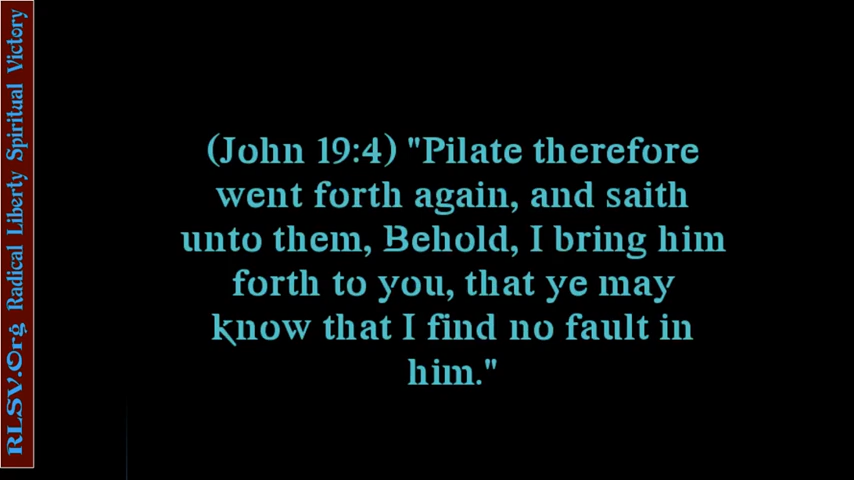 RLSV.Org Radical Liberty Spiritual Victory
(John 19:4) "Pilate therefore
went forth again, and saith
unto them, Behold, I bring him
forth to you, that ye may
know that I find no fault in
him."